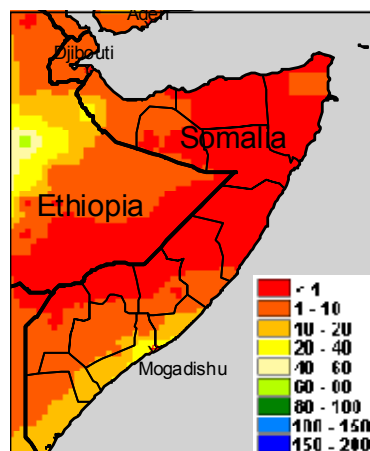 Aden
Djibouti
Somalia
Ethiopia
Mogadishu
< 1
1 - 10
10 - 20
20 - 40
40 - 60
60 - 80
80 - 100
100 - 150
150 - 200